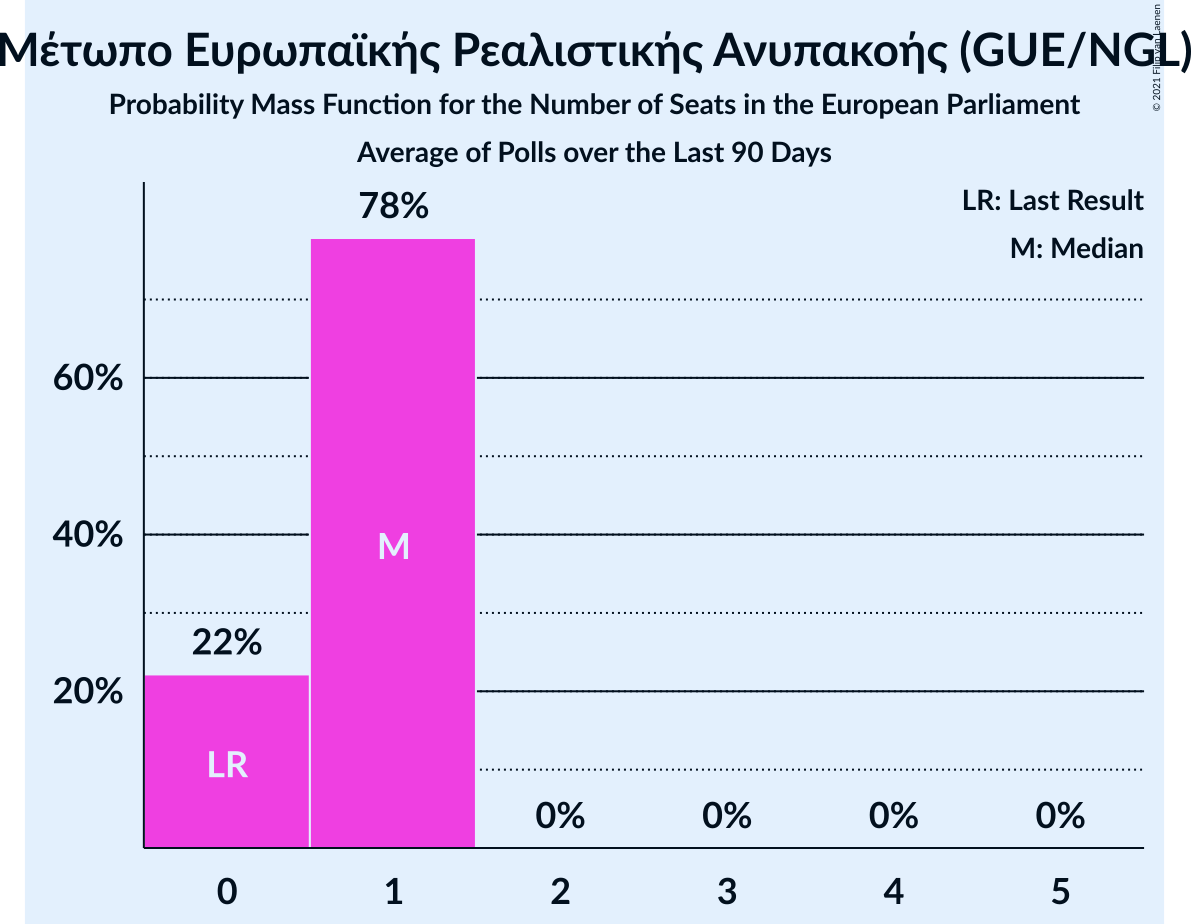 Μέτωπο Ευρωπαϊκής Ρεαλιστικής Ανυπακοής (GUE/NGL)
© 2021 Filip van Laenen
Probability Mass Function for the Number of Seats in the European Parliament
Average of Polls over the Last 90 Days
LR: Last Result
M: Median
78%
60%
40%
20%
22%
M
LR
0%
0%
0%
0%
0
1
2
3
4
5